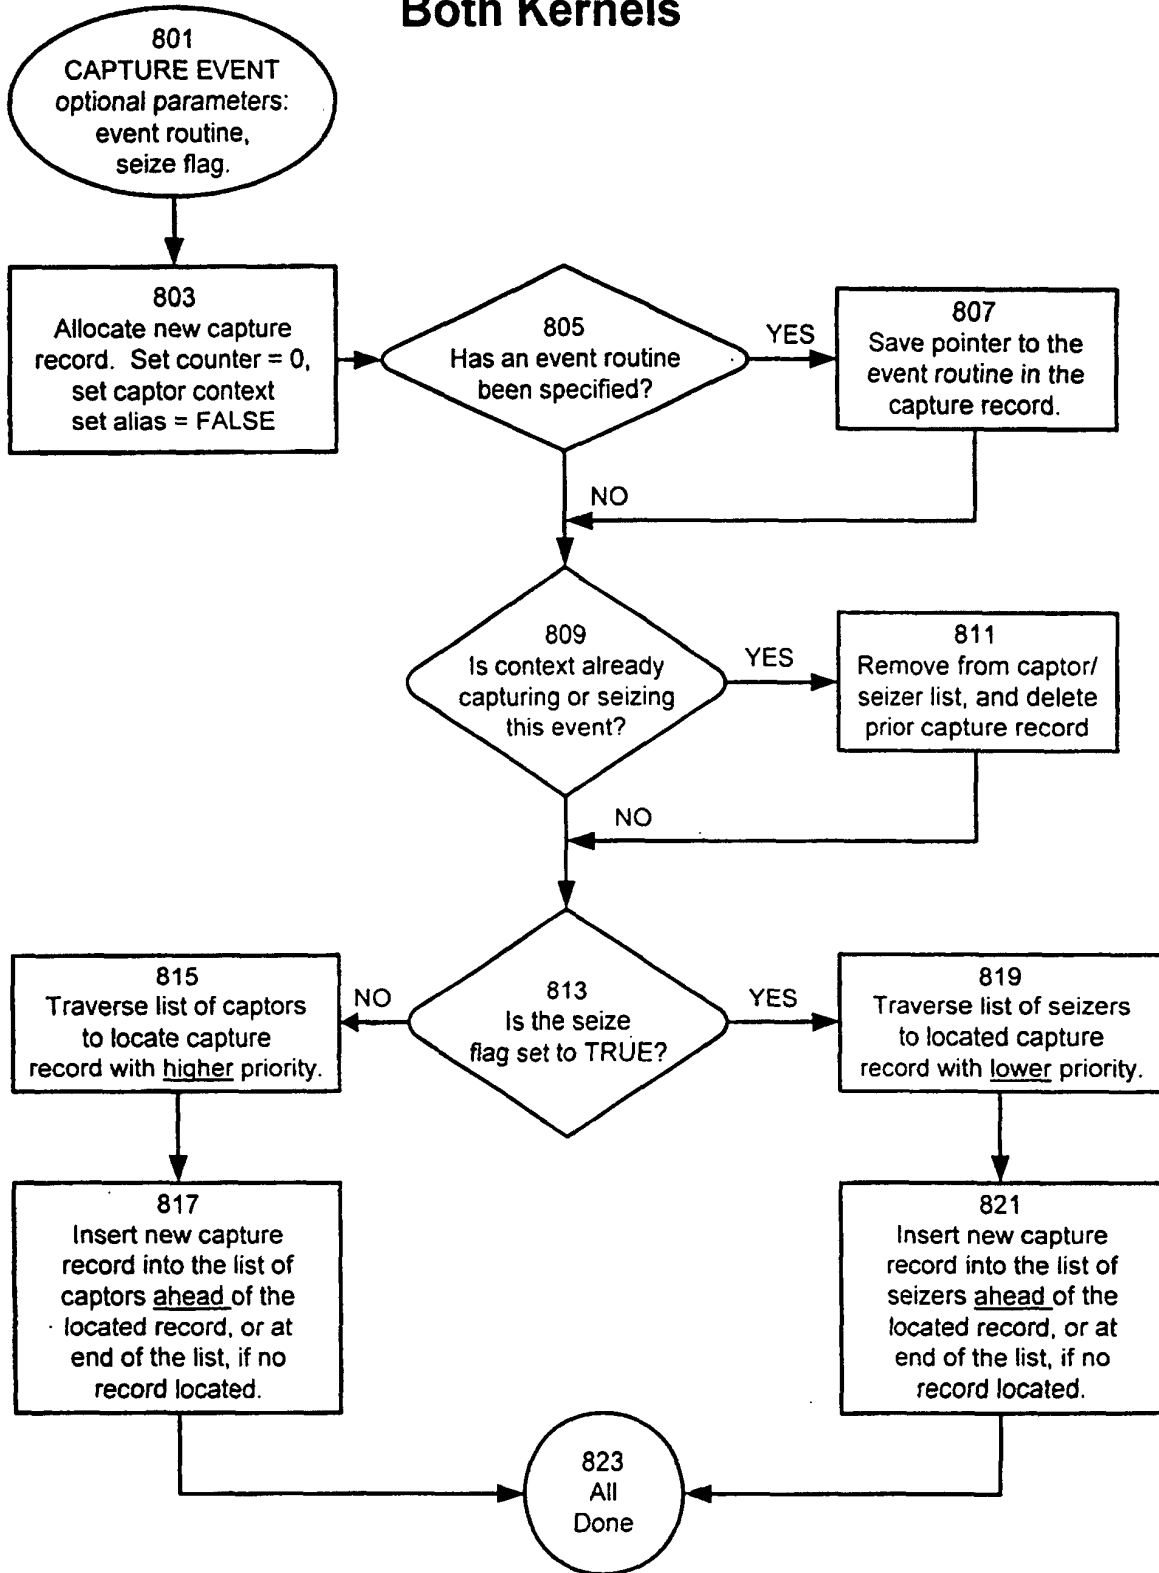 Both Kernels
801
CAPTURE EVENT
optional parameters:
event routine,
seize flag.
803
Allocate new capture
record. Set counter = 0,
set captor context
set alias = FALSE
805
Has an event routine
been specified?
YES
807
Save pointer to the
event routine in the
capture record.
NO
809
Is context already
capturing or seizing
this event?
YES
811
Remove from captor/
seizer list, and delete
prior capture record
NO
813
Is the seize
flag set to TRUE?
NO
YES
815
Traverse list of captors
to locate capture
record with higher priority.
819
Traverse list of seizers
to located capture
record with lower priority.
817
Insert new capture
record into the list of
captors ahead of the
located record, or at
end of the list, if no
record located.
821
Insert new capture
record into the list of
seizers ahead of the
located record, or at
end of the list, if no
record located.
823
All
Done